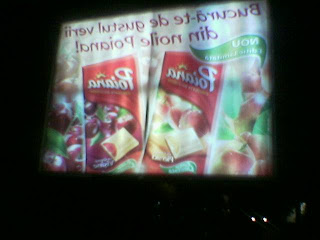 Bucură-te de gustul verii
din noile Poiana!
NOU
Poiana
Poiana